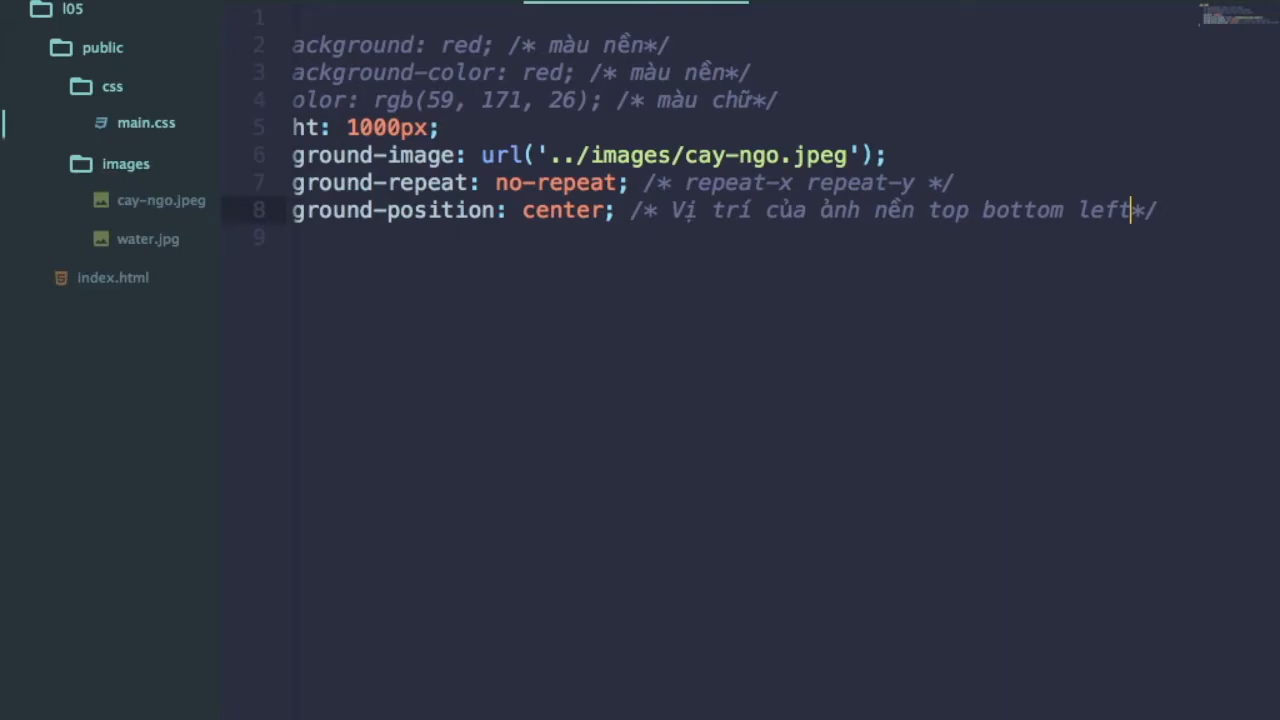 l05
public
css
main.css
images
cay-ngo.jpeg
water.jpg
index.html
1
2 ackground: red; /* màu nền*/
3 ackground-color: red; /* màu nền*/
4 olor: rgb(59, 171, 26); /* màu chữ*/
5 ht: 1000px;
6 ground-image: url('../images/cay-ngo.jpeg');
7 ground-repeat: no-repeat; /* repeat-x repeat-y */
8 ground-position: center; /* Vị trí của ảnh nền top bottom left*/
9